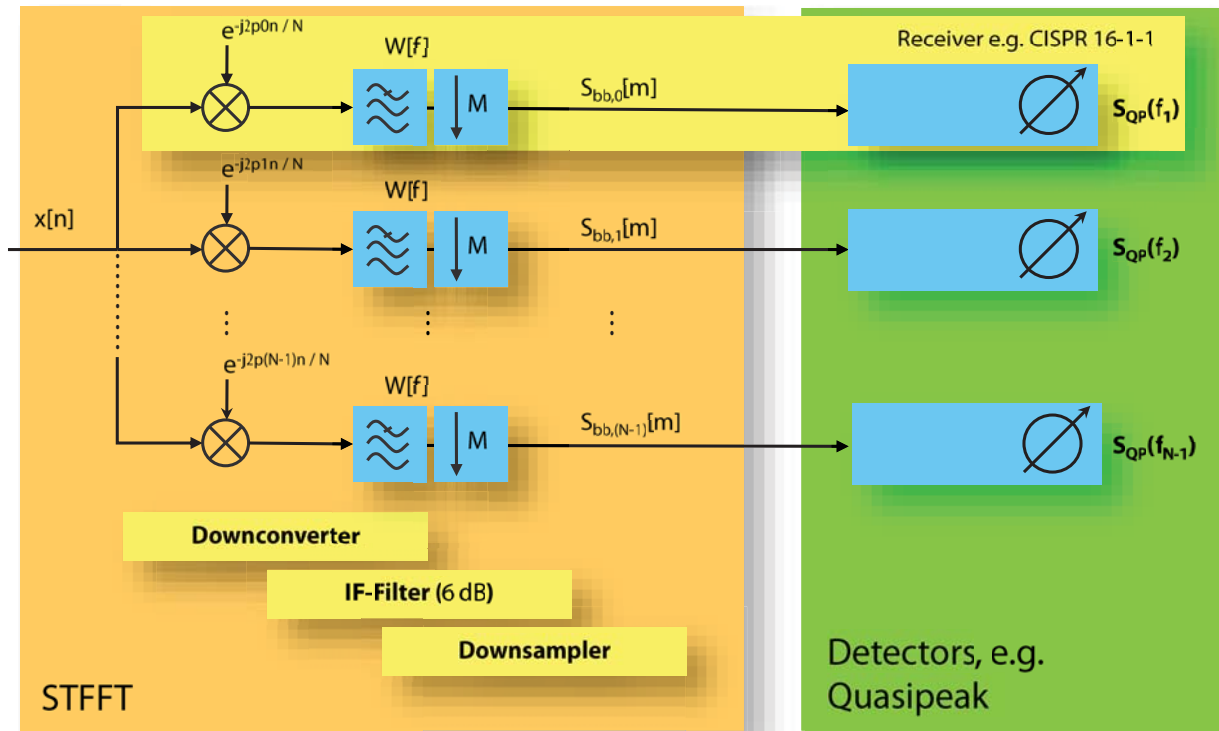 e-j2p0n / N
W[f]
Receiver e.g. CISPR 16-1-1
M
Sbb,0[m]
SQP(f1)
e-j2p1n / N
W[f]
x[n]
M
Sbb,1[m]
SQP(f2)
e-j2p(N-1)n / N
W[f]
M
Sbb,(N-1)[m]
SQP(fN-1)
Downconverter
IF-Filter (6 dB)
Downsampler
STFFT
Detectors, e.g.
Quasipeak